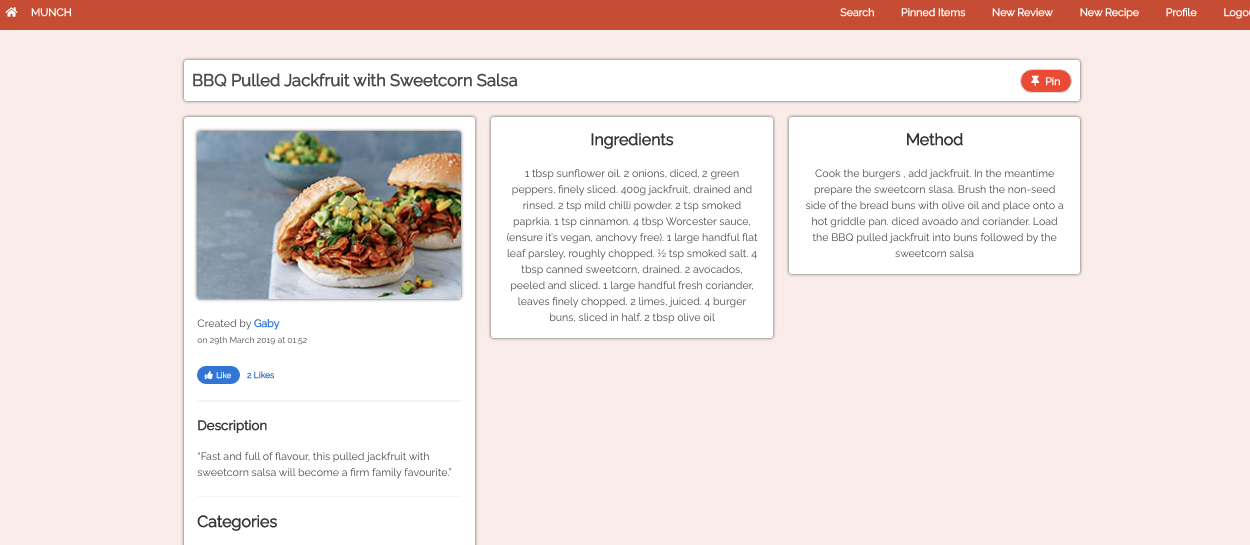 MUNCH
Search
Pinned Items
New Review
New Recipe
Profile
Logou
BBQ Pulled Jackfruit with Sweetcorn Salsa
Pin
Created by Gaby
on 29th March 2019 at 01:52
Like
2 Likes
Description
"Fast and full of flavour, this pulled jackfruit with
sweetcorn salsa will become a firm family favourite."
Categories
Ingredients
1 tbsp sunflower oil. 2 onions, diced. 2 green
peppers, finely sliced. 400g jackfruit, drained and
rinsed. 2 tsp mild chilli powder. 2 tsp smoked
paprkia. 1 tsp cinnamon. 4 tbsp Worcester sauce,
(ensure it's vegan, anchovy free). 1 large handful flat
leaf parsley, roughly chopped. ½ tsp smoked salt. 4
tbsp canned sweetcorn, drained. 2 avocados,
peeled and sliced. 1 large handful fresh coriander,
leaves finely chopped. 2 limes, juiced. 4 burger
buns, sliced in half. 2 tbsp olive oil
Method
Cook the burgers , add jackfruit. In the meantime
prepare the sweetcorn slasa. Brush the non-seed
side of the bread buns with olive oil and place onto a
hot griddle pan. diced avoado and coriander. Load
the BBQ pulled jackfruit into buns followed by the
sweetcorn salsa